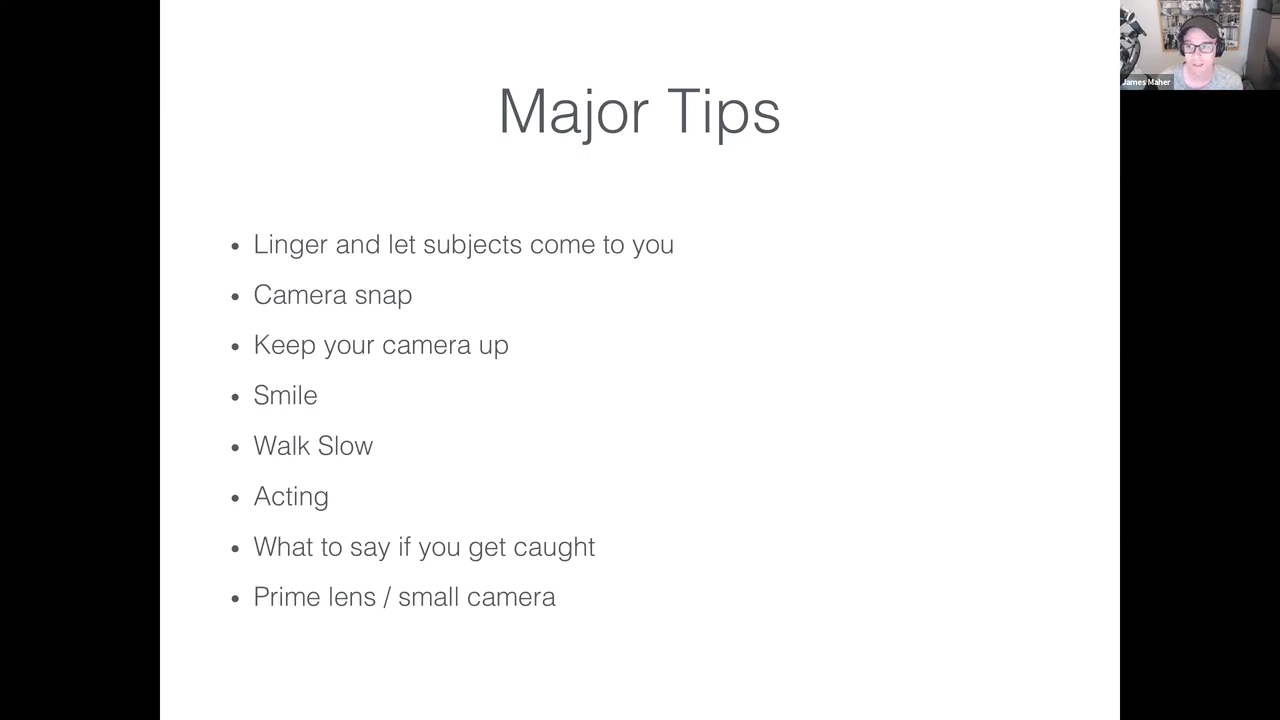 Major Tips
James Maher
• Linger and let subjects come to you
• Camera snap
• Keep your camera up
• Smile
• Walk Slow
• Acting
• What to say if you get caught
• Prime lens / small camera